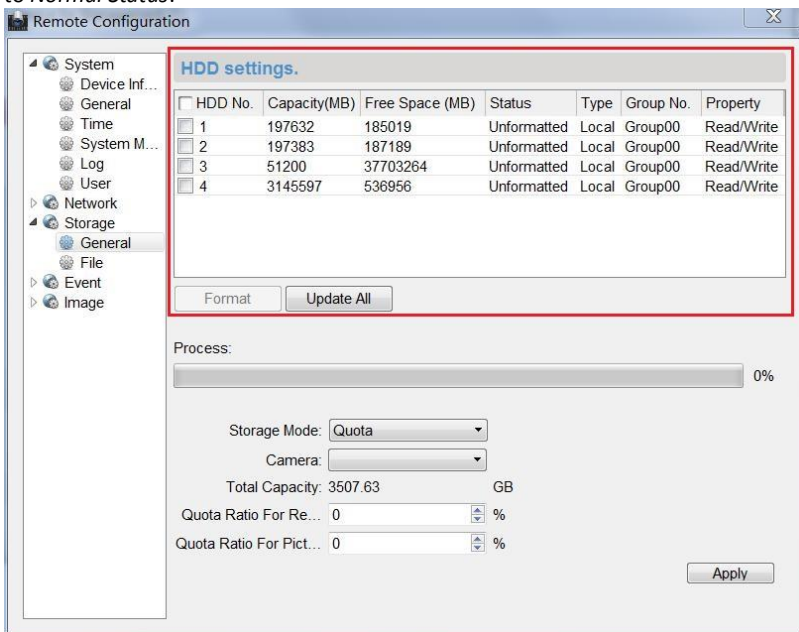 to Normal Status.
Remote Configuration
System
Device Inf...
General
Time
System M...
Log
User
Network
Storage
General
File
Event
Image
HDD settings.
HDD No. Capacity(MB) Free Space (MB) Status Type Group No. Property
1 197632 185019 Unformatted Local Group00 Read/Write
2 197383 187189 Unformatted Local Group00 Read/Write
3 51200 37703264 Unformatted Local Group00 Read/Write
4 3145597 536956 Unformatted Local Group00 Read/Write
Format Update All
Process:
0%
Storage Mode: Quota
Camera:
Total Capacity: 3507.63 GB
Quota Ratio For Re... 0 %
Quota Ratio For Pict... 0 %
Apply